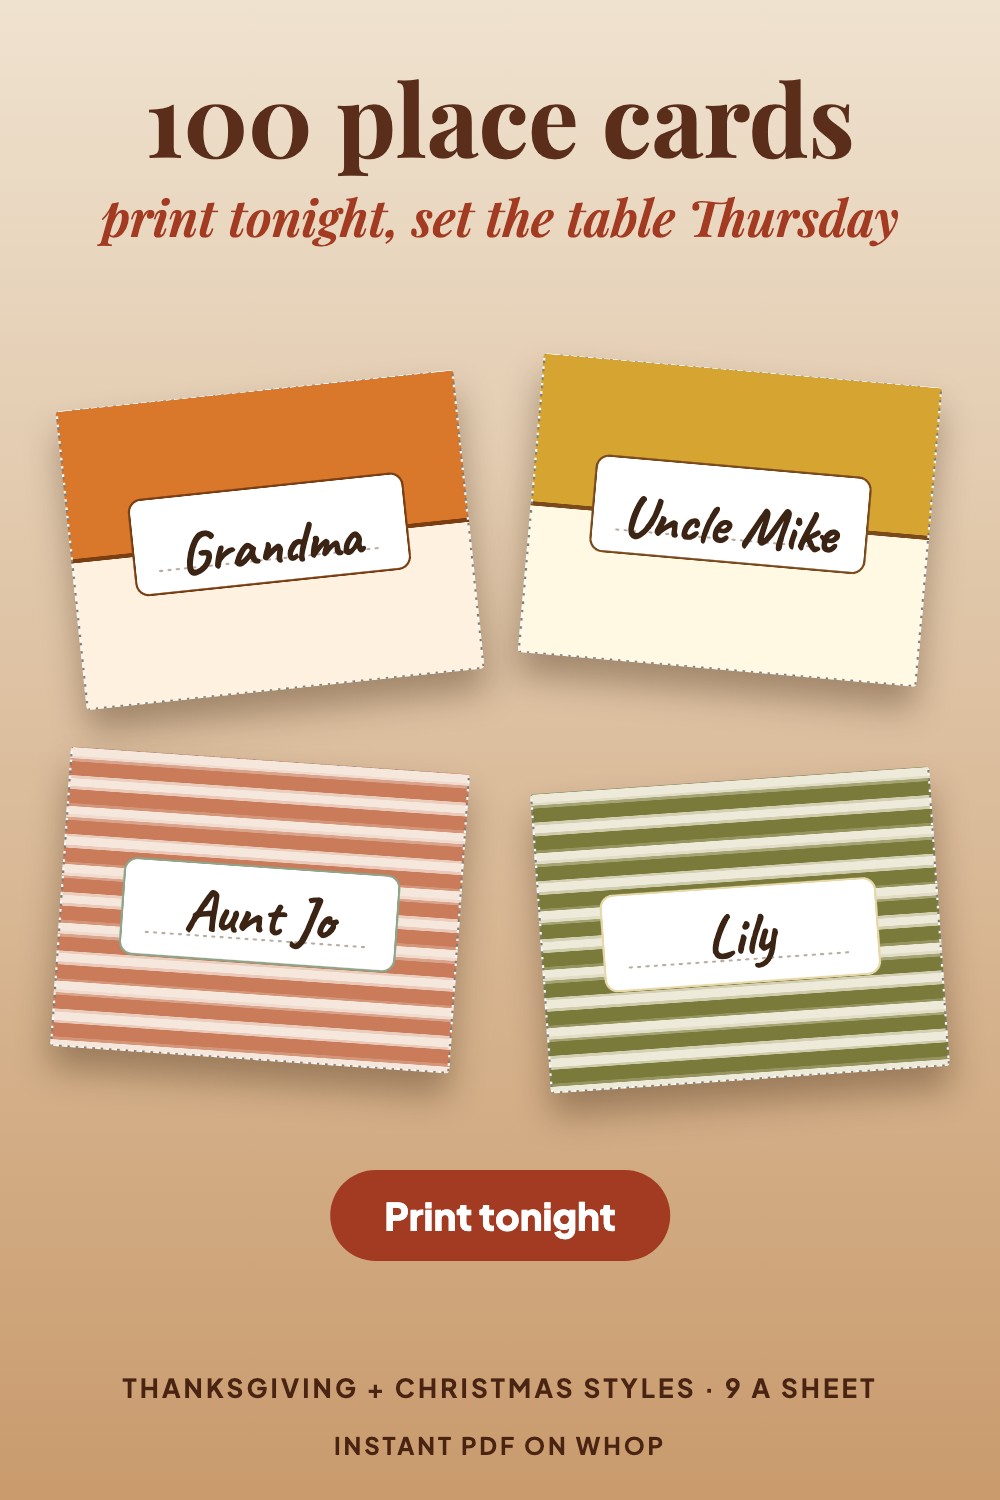 100 place cards
print tonight, set the table Thursday
Grandma
Uncle Mike
Aunt Jo
Lily
Print tonight
THANKSGIVING + CHRISTMAS STYLES · 9 A SHEET
INSTANT PDF ON WHOP